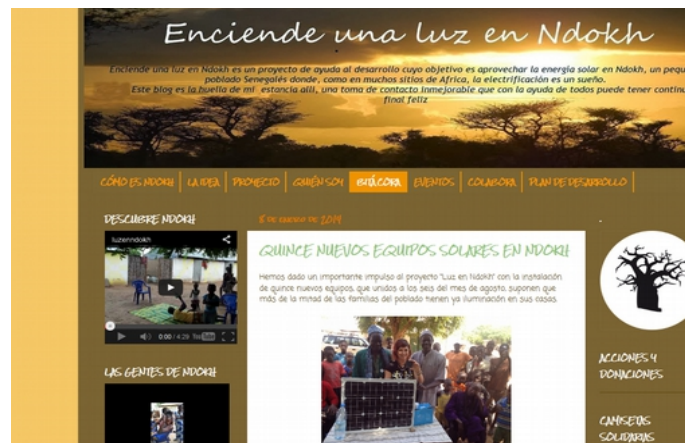 Enciende una luz en Ndokh
Enciende una luz en Ndokh es un proyecto de ayuda al desarrollo cuyo objetivo es aprovechar la energía solar en Ndokh, un pequ
poblado Senegalés donde, como en muchos sitios de Africa, la electrificación es un sueño.
Este blog es la huella de mi estancia allí, una toma de contacto inmejorable que con la ayuda de todos puede tener continu
final feliz
CÓMO ES NDOKH LA IDEA PROYECTO QUIÉN SOY BITÁCORA EVENTOS COLABORA PLAN DE DESARROLLO
DESCUBRE NDOKH
luzenndokh
0:00 / 4:29 YouTube
LAS GENTES DE NDOKH
8 DE ENERO DE 2014
QUINCE NUEVOS EQUIPOS SOLARES EN NDOKH
Hemos dado un importante impulso al proyecto "Luz en Ndokh" con la instalación
de quince nuevos equipos, que unidos a los seis del mes de agosto, suponen que
más de la mitad de las familias del poblado tienen ya iluminación en sus casas.
ACCIONES Y
DONACIONES
CAMISETAS
SOLIDARIAS